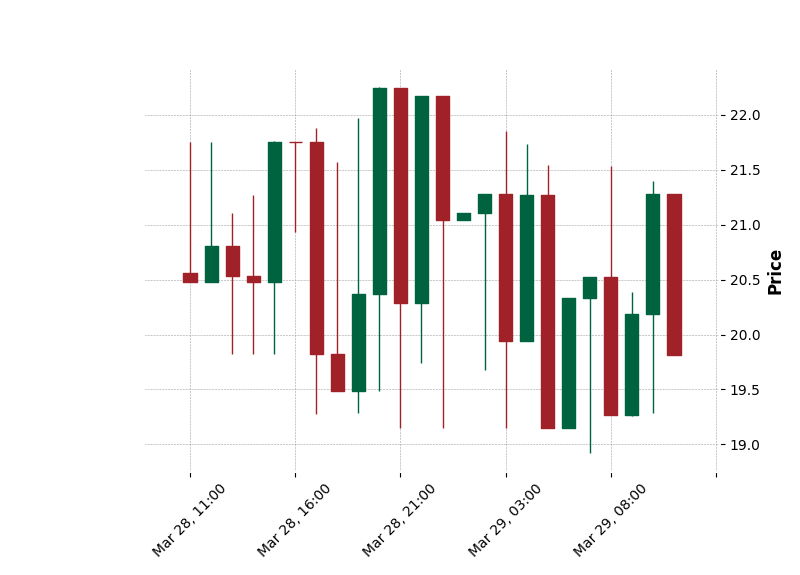 22.0
21.5
21.0
20.5
20.0
19.5
19.0
Price
Mar 28, 11:00
Mar 28, 16:00
Mar 28, 21:00
Mar 29, 03:00
Mar 29, 08:00